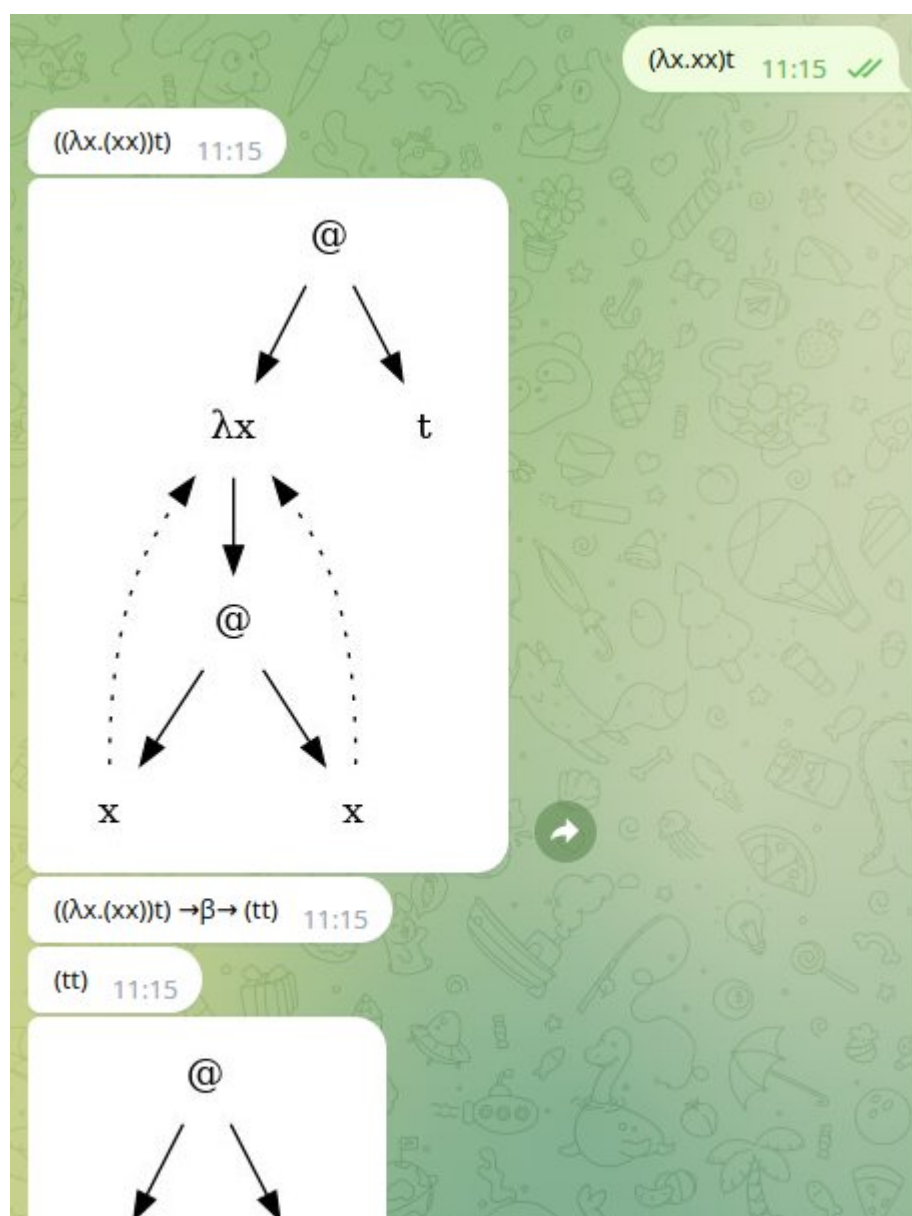 (λx.xx)t 11:15
((λx.(xx))t) 11:15
@
λx t
@
x x
((λx.(xx))t) →β→ (tt) 11:15
(tt) 11:15
@